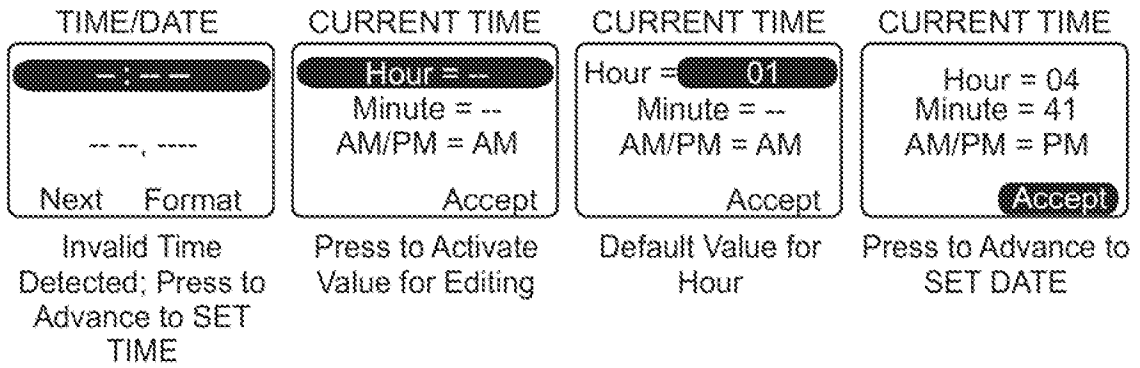 TIME/DATE
-:--
-- --, ----
Next Format
Invalid Time
Detected; Press to
Advance to SET
TIME
CURRENT TIME
Hour = --
Minute = --
AM/PM = AM
Accept
Press to Activate
Value for Editing
CURRENT TIME
Hour = 01
Minute = --
AM/PM = AM
Accept
Default Value for
Hour
CURRENT TIME
Hour = 04
Minute = 41
AM/PM = PM
Accept
Press to Advance to
SET DATE